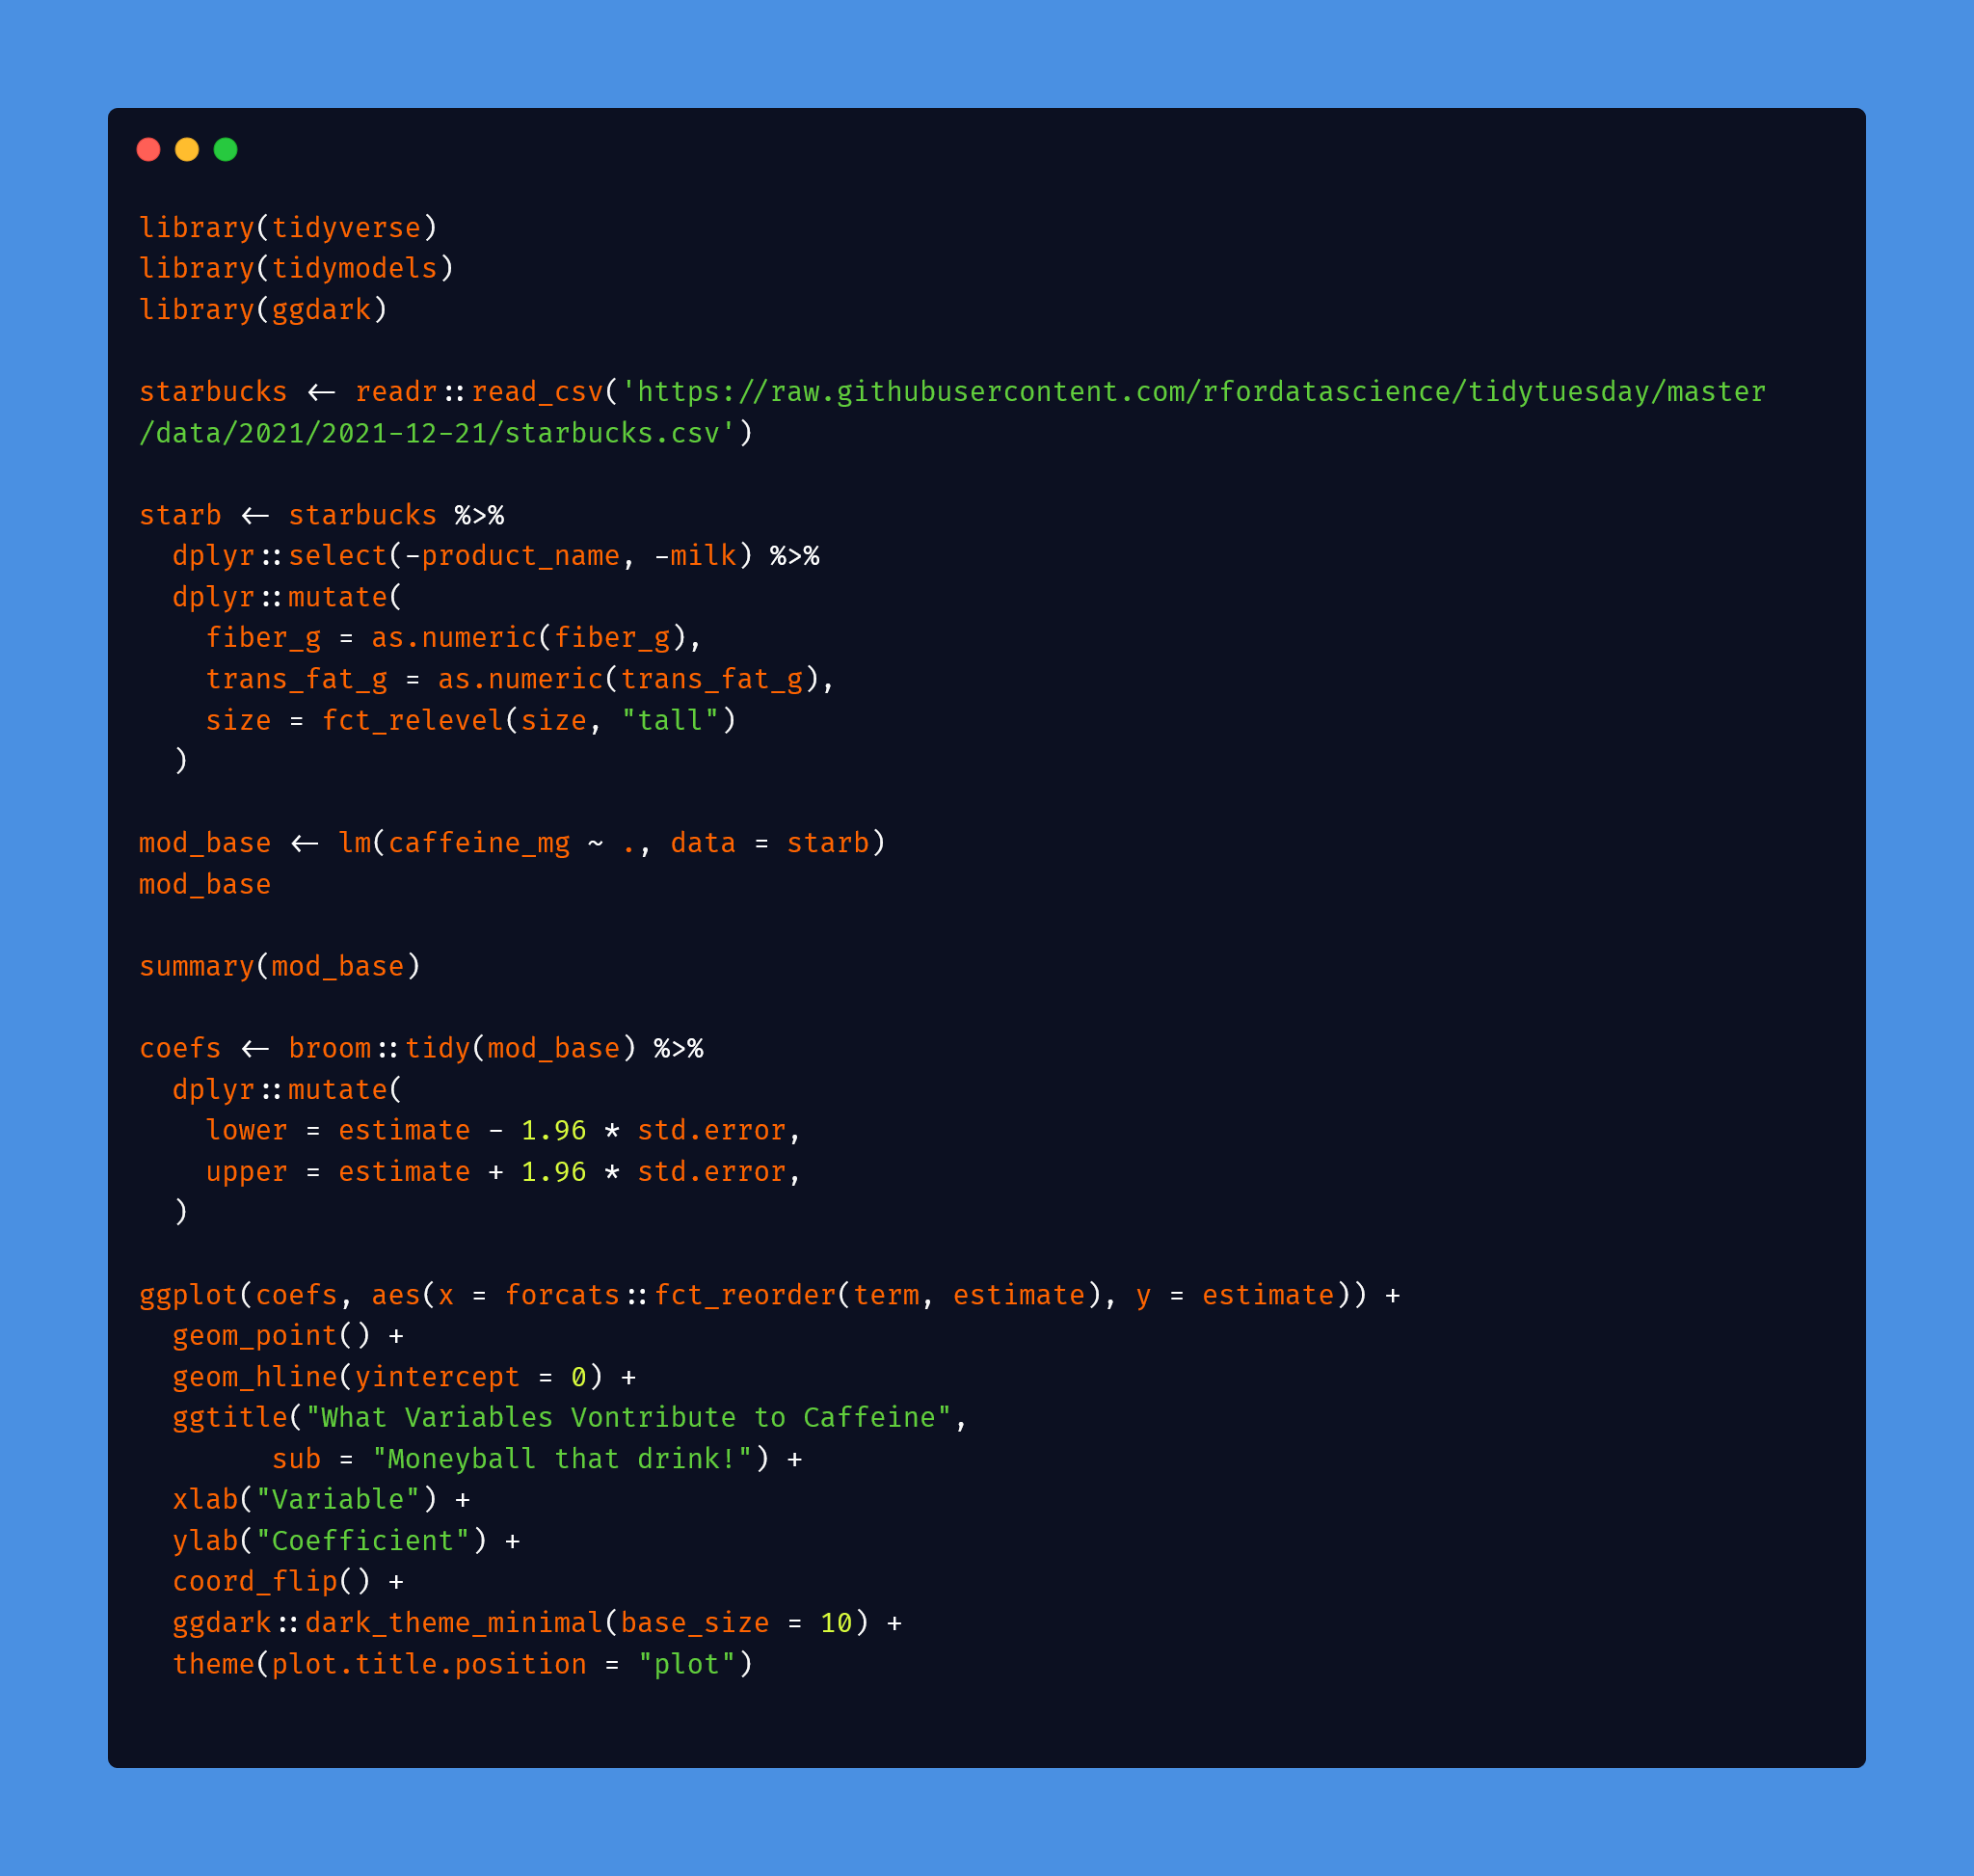 library(tidyverse)
library(tidymodels)
library(ggdark)

starbucks <- readr::read_csv('https://raw.githubusercontent.com/rfordatascience/tidytuesday/master
/data/2021/2021-12-21/starbucks.csv')

starb <- starbucks %>%
  dplyr::select(-product_name, -milk) %>%
  dplyr::mutate(
    fiber_g = as.numeric(fiber_g),
    trans_fat_g = as.numeric(trans_fat_g),
    size = fct_relevel(size, "tall")
  )

mod_base <- lm(caffeine_mg ~ ., data = starb)
mod_base

summary(mod_base)

coefs <- broom::tidy(mod_base) %>%
  dplyr::mutate(
    lower = estimate - 1.96 * std.error,
    upper = estimate + 1.96 * std.error,
  )

ggplot(coefs, aes(x = forcats::fct_reorder(term, estimate), y = estimate)) +
  geom_point() +
  geom_hline(yintercept = 0) +
  ggtitle("What Variables Vontribute to Caffeine",
        sub = "Moneyball that drink!") +
  xlab("Variable") +
  ylab("Coefficient") +
  coord_flip() +
  ggdark::dark_theme_minimal(base_size = 10) +
  theme(plot.title.position = "plot")